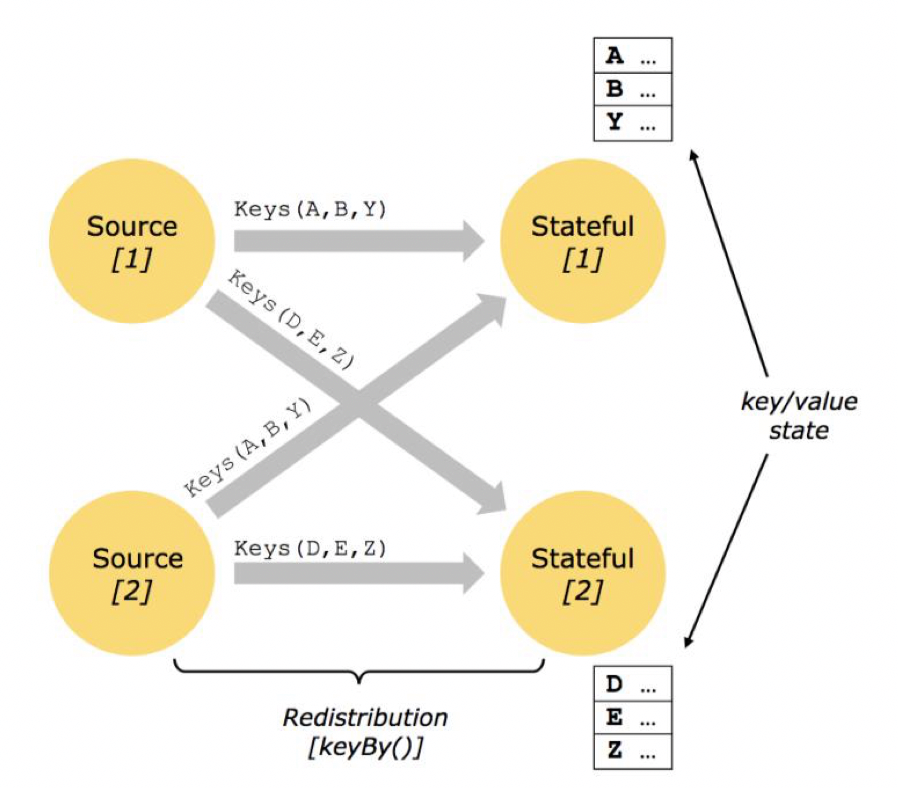 A ...
B ...
Y ...
Source
[1]
Keys(A,B,Y)
Stateful
[1]
Keys(D,E,Z)
key/value
state
Keys(A,B,Y)
Source
[2]
Keys(D,E,Z)
Stateful
[2]
D ...
E ...
Z ...
Redistribution
[keyBy()]